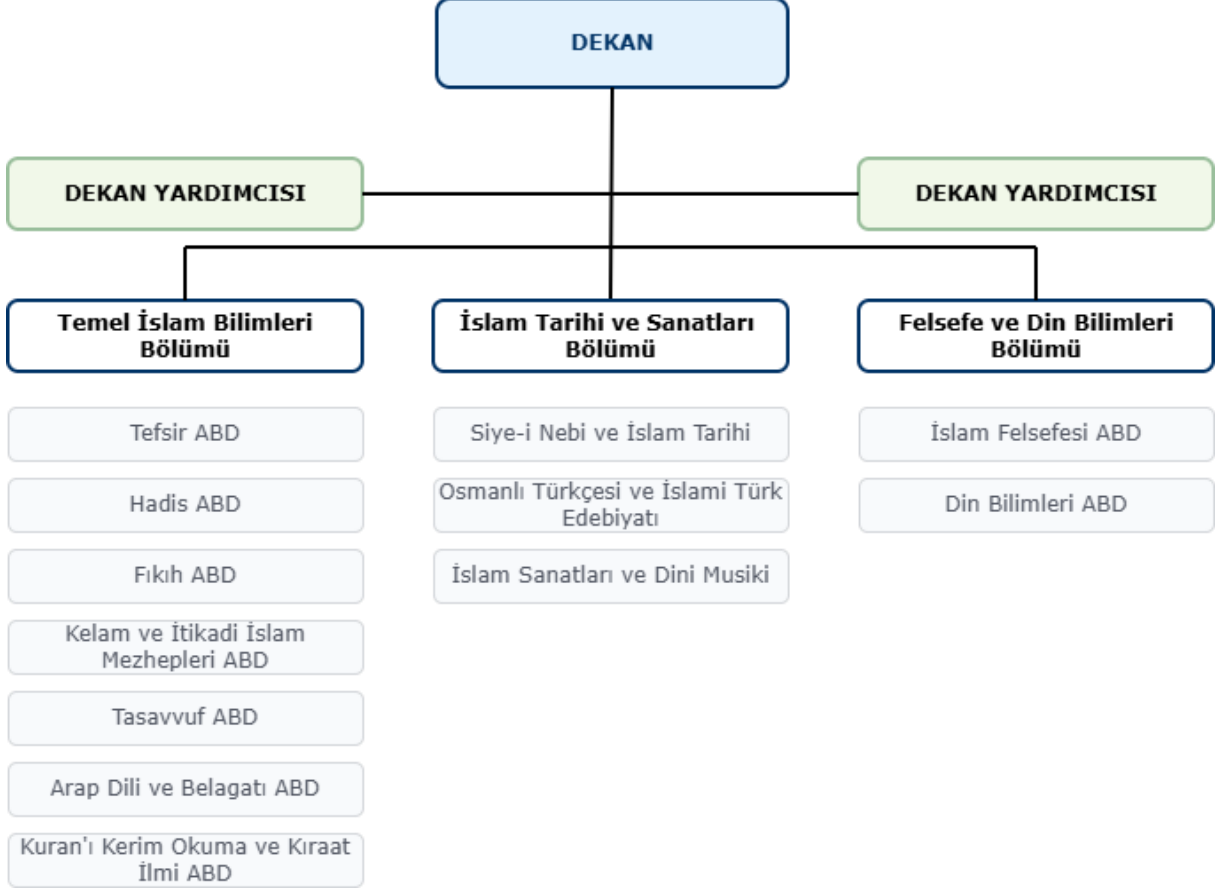 DEKAN
DEKAN YARDIMCISI
DEKAN YARDIMCISI
Temel İslam Bilimleri
Bölümü
İslam Tarihi ve Sanatları
Bölümü
Felsefe ve Din Bilimleri
Bölümü
Tefsir ABD
Hadis ABD
Fıkıh ABD
Kelam ve İtikadi İslam
Mezhepleri ABD
Tasavvuf ABD
Arap Dili ve Belagatı ABD
Kuran'ı Kerim Okuma ve Kıraat
İlmi ABD
Siye-i Nebi ve İslam Tarihi
Osmanlı Türkçesi ve İslami Türk
Edebiyatı
İslam Sanatları ve Dini Musiki
İslam Felsefesi ABD
Din Bilimleri ABD